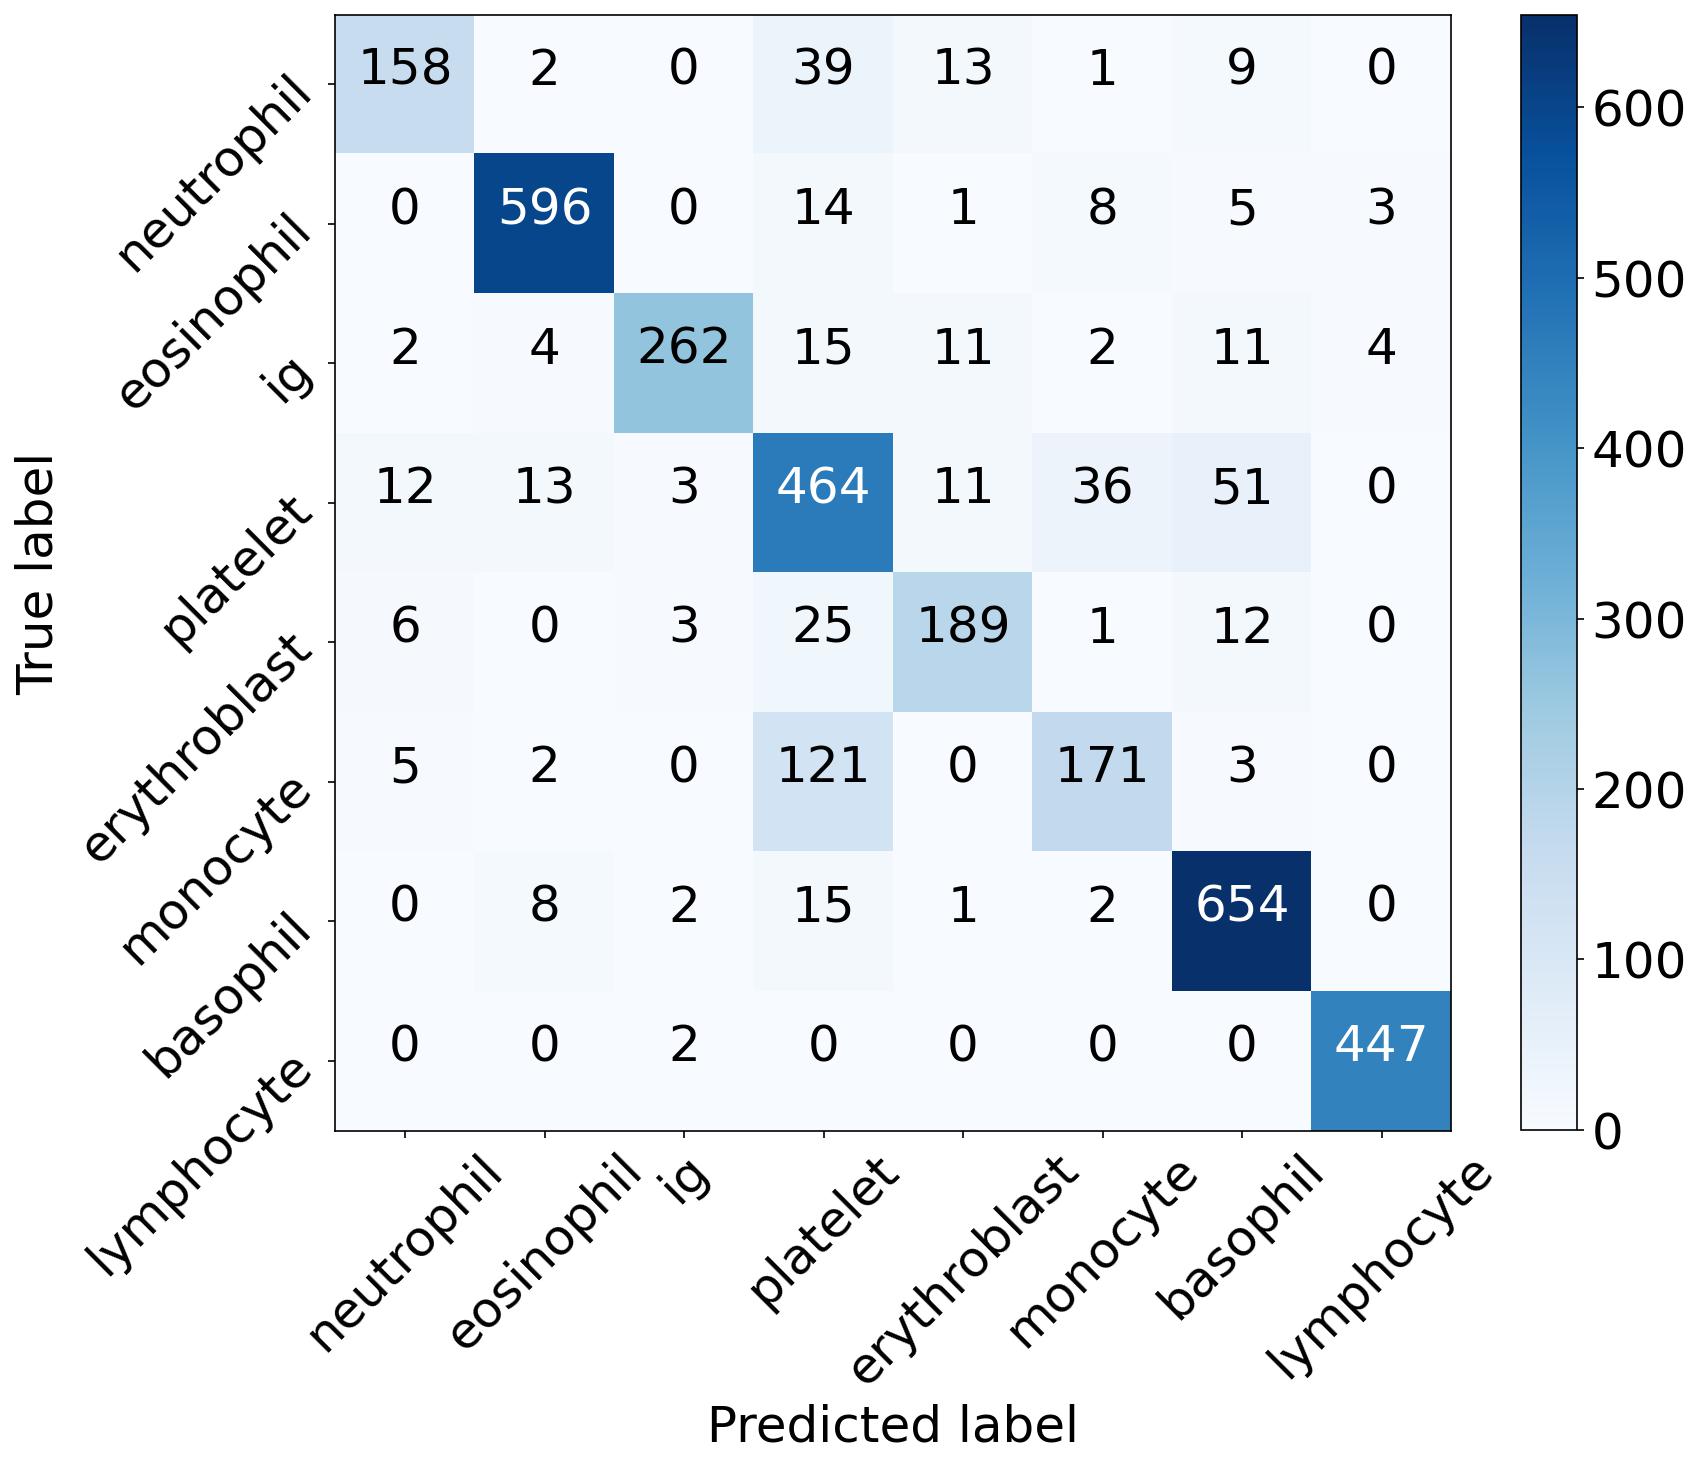 158 2 0 39 13 1 9 0
0 596 0 14 1 8 5 3
2 4 262 15 11 2 11 4
12 13 3 464 11 36 51 0
6 0 3 25 189 1 12 0
5 2 0 121 0 171 3 0
0 8 2 15 1 2 654 0
0 0 2 0 0 0 0 447
neutrophil
eosinophil
ig
platelet
erythroblast
monocyte
basophil
lymphocyte
True label
neutrophil
eosinophil
ig
platelet
erythroblast
monocyte
basophil
lymphocyte
Predicted label
600
500
400
300
200
100
0